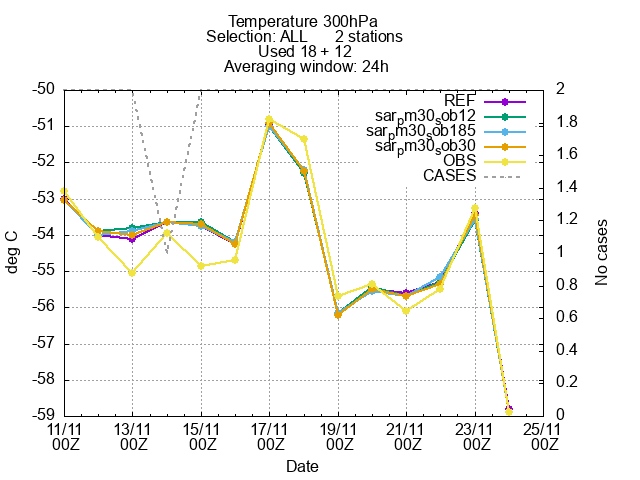 Temperature 300hPa
Selection: ALL 2 stations
Used 18 + 12
Averaging window: 24h
REF
sarpm30sob12
sarpm30sob185
sarpm30sob30
OBS
CASES
-50
-51
-52
-53
-54
-55
-56
-57
-58
-59
deg C
2
1.8
1.6
1.4
1.2
1
0.8
0.6
0.4
0.2
0
No cases
11/11 13/11 15/11 17/11 19/11 21/11 23/11 25/11
00Z 00Z 00Z 00Z 00Z 00Z 00Z 00Z
Date